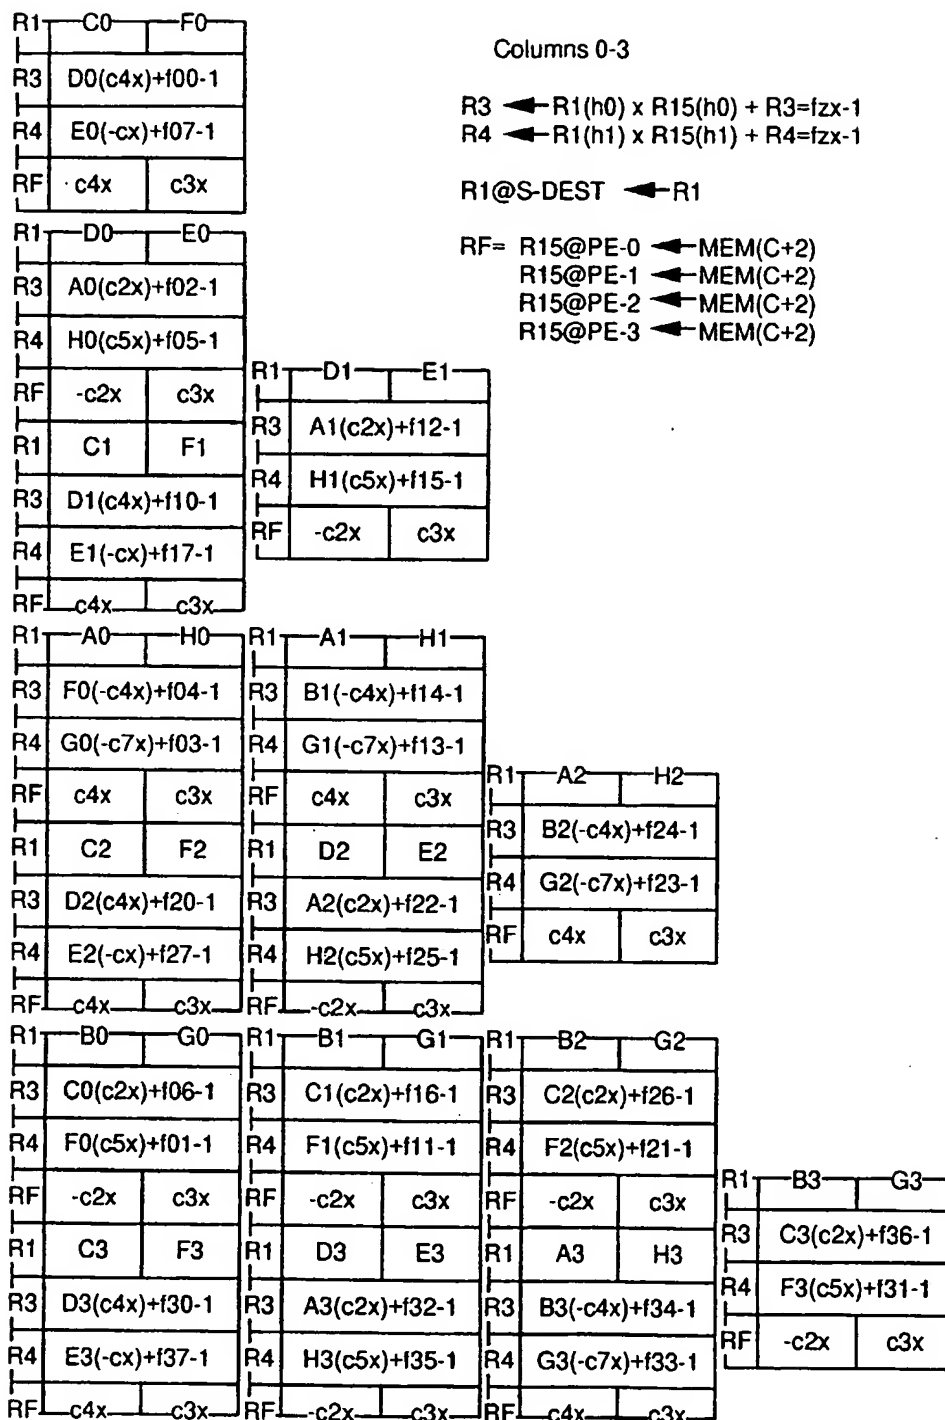 R1 C0 F0
R3 D0(c4x)+f00-1
R4 E0(-cx)+f07-1
RF c4x c3x
Columns 0-3
R3 ← R1(h0) x R15(h0) + R3=fzx-1
R4 ← R1(h1) x R15(h1) + R4=fzx-1
R1@S-DEST ← R1
RF= R15@PE-0 ← MEM(C+2)
R15@PE-1 ← MEM(C+2)
R15@PE-2 ← MEM(C+2)
R15@PE-3 ← MEM(C+2)
R1 D0 E0
R3 A0(c2x)+f02-1
R4 H0(c5x)+f05-1
RF -c2x c3x
R1 C1 F1
R3 D1(c4x)+f10-1
R4 E1(-cx)+f17-1
RF c4x c3x
R1 D1 E1
R3 A1(c2x)+f12-1
R4 H1(c5x)+f15-1
RF -c2x c3x
R1 A0 H0
R3 F0(-c4x)+f04-1
R4 G0(-c7x)+f03-1
RF c4x c3x
R1 C2 F2
R3 D2(c4x)+f20-1
R4 E2(-cx)+f27-1
RF c4x c3x
R1 A1 H1
R3 B1(-c4x)+f14-1
R4 G1(-c7x)+f13-1
RF c4x c3x
R1 D2 E2
R3 A2(c2x)+f22-1
R4 H2(c5x)+f25-1
RF -c2x c3x
R1 A2 H2
R3 B2(-c4x)+f24-1
R4 G2(-c7x)+f23-1
RF c4x c3x
R1 B0 G0
R3 C0(c2x)+f06-1
R4 F0(c5x)+f01-1
RF -c2x c3x
R1 C3 F3
R3 D3(c4x)+f30-1
R4 E3(-cx)+f37-1
RF c4x c3x
R1 B1 G1
R3 C1(c2x)+f16-1
R4 F1(c5x)+f11-1
RF -c2x c3x
R1 D3 E3
R3 A3(c2x)+f32-1
R4 H3(c5x)+f35-1
RF -c2x c3x
R1 B2 G2
R3 C2(c2x)+f26-1
R4 F2(c5x)+f21-1
RF -c2x c3x
R1 A3 H3
R3 B3(-c4x)+f34-1
R4 G3(-c7x)+f33-1
RF c4x c3x
R1 B3 G3
R3 C3(c2x)+f36-1
R4 F3(c5x)+f31-1
RF -c2x c3x